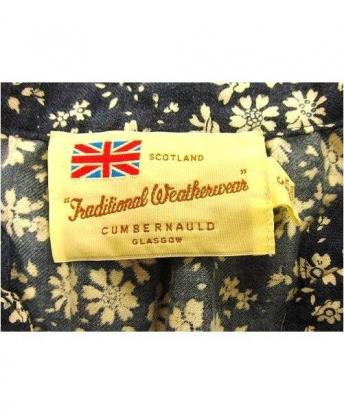 SCOTLAND
"Traditional Weatherwear"
CUMBERNAULD
GLASGOW